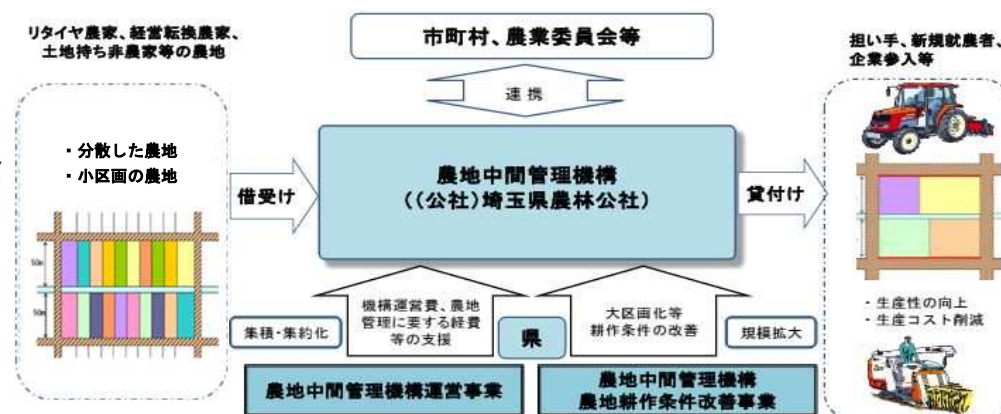 リタイヤ農家、経営転換農家、
土地持ち非農家等の農地
・分散した農地
・小区画の農地
50m
50m
借受け
市町村、農業委員会等
連 携
農地中間管理機構
((公社)埼玉県農林公社)
貸付け
担い手、新規就農者、
企業参入等
・生産性の向上
・生産コスト削減
集積・集約化
機構運営費、農地
管理に要する経費
等の支援
県
大区画化等
耕作条件の改善
規模拡大
農地中間管理機構運営事業
農地中間管理機構
農地耕作条件改善事業